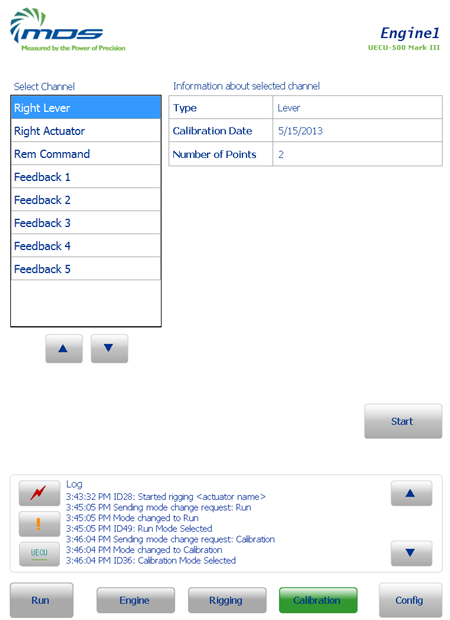 mds
Measured by the Power of Precision
Engine1
UECU-500 Mark III
Select Channel
Information about selected channel
Right Lever
Right Actuator
Rem Command
Feedback 1
Feedback 2
Feedback 3
Feedback 4
Feedback 5
Type Lever
Calibration Date 5/15/2013
Number of Points 2
Start
Log
3:43:32 PM ID28: Started rigging <actuator name>
3:45:05 PM Sending mode change request: Run
3:45:05 PM Mode changed to Run
3:45:05 PM ID49: Run Mode Selected
3:46:04 PM Sending mode change request: Calibration
3:46:04 PM Mode changed to Calibration
3:46:04 PM ID36: Calibration Mode Selected
!
UECU
Run
Engine
Rigging
Calibration
Config